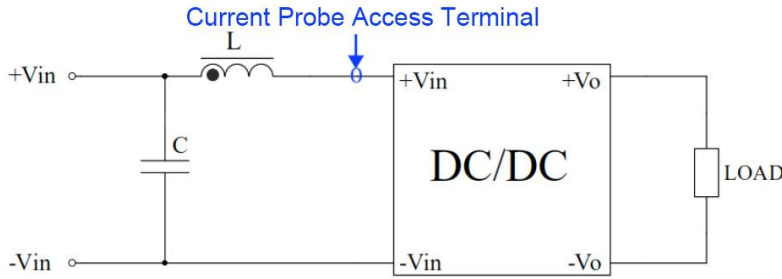 Current Probe Access Terminal
L
+Vin
+Vin
+Vo
C
DC/DC
LOAD
-Vin
-Vin
-Vo